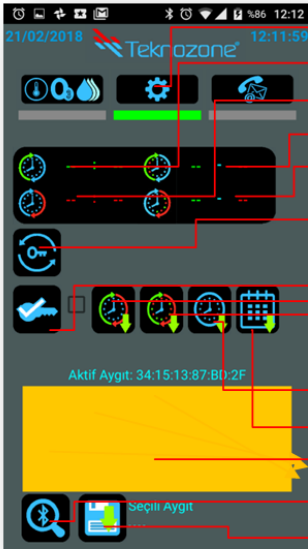 %86 12:12
21/02/2018 12:11:59
Teknozone
-- : -- -- - --
-- - -- -- - --
Aktif Aygıt: 34:15:13:87:BD:2F
Seçili Aygıt
----